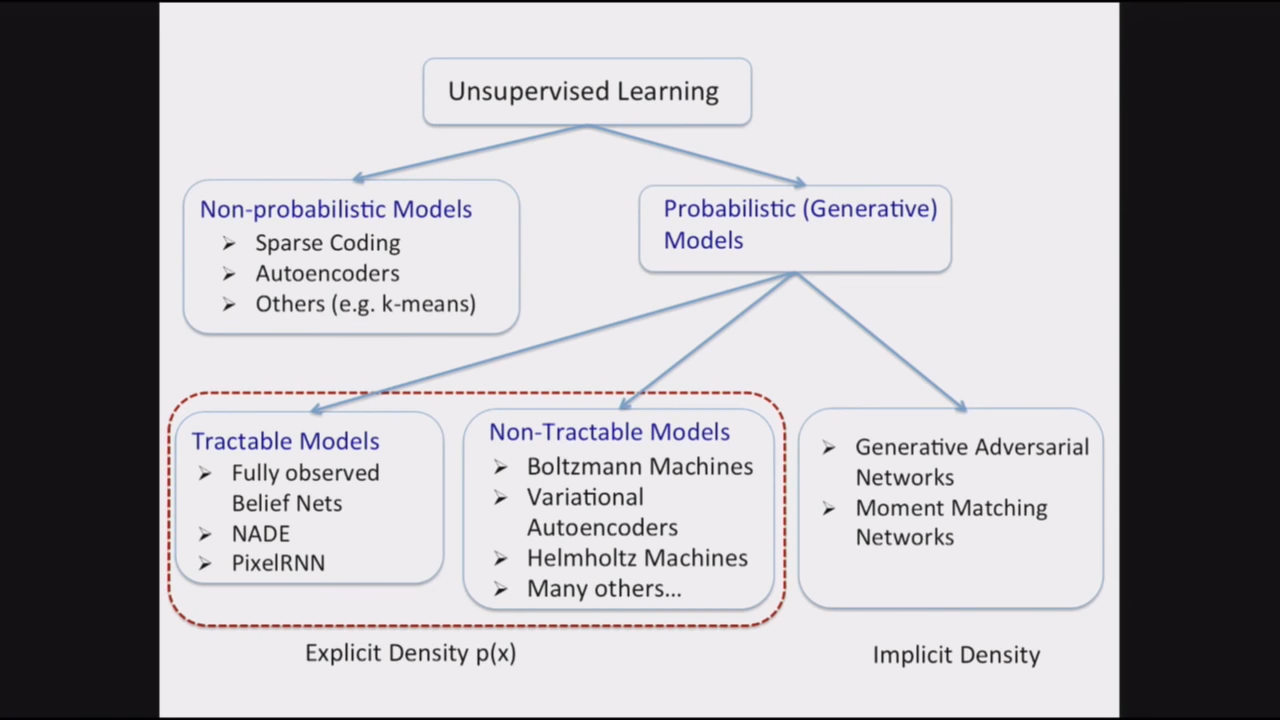 Unsupervised Learning
Non-probabilistic Models
➢ Sparse Coding
➢ Autoencoders
➢ Others (e.g. k-means)
Probabilistic (Generative)
Models
Tractable Models
➢ Fully observed
Belief Nets
➢ NADE
➢ PixelRNN
Non-Tractable Models
➢ Boltzmann Machines
➢ Variational
Autoencoders
➢ Helmholtz Machines
➢ Many others…
➢ Generative Adversarial
Networks
➢ Moment Matching
Networks
Explicit Density p(x)
Implicit Density